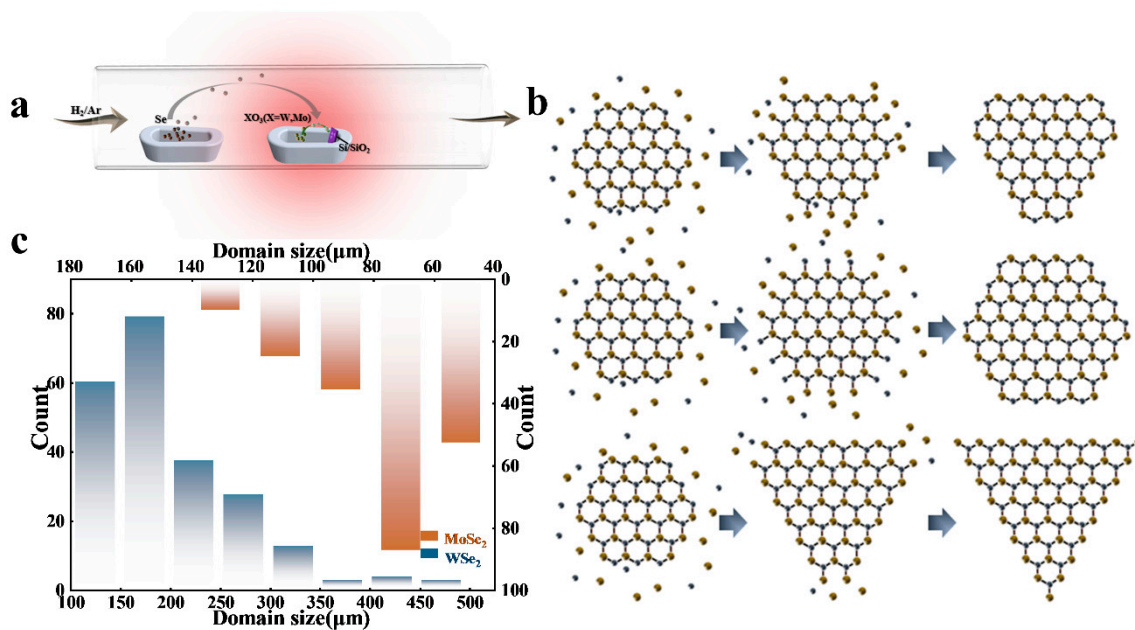 a
H2/Ar
Se
XO3(X=W,Mo)
Si/SiO2
b
c
Domain size(μm)
180 160 140 120 100 80 60 40
80
60
40
20
0
Count
0
20
40
60
80
100
Count
MoSe2
WSe2
100 150 200 250 300 350 400 450 500
Domain size(μm)